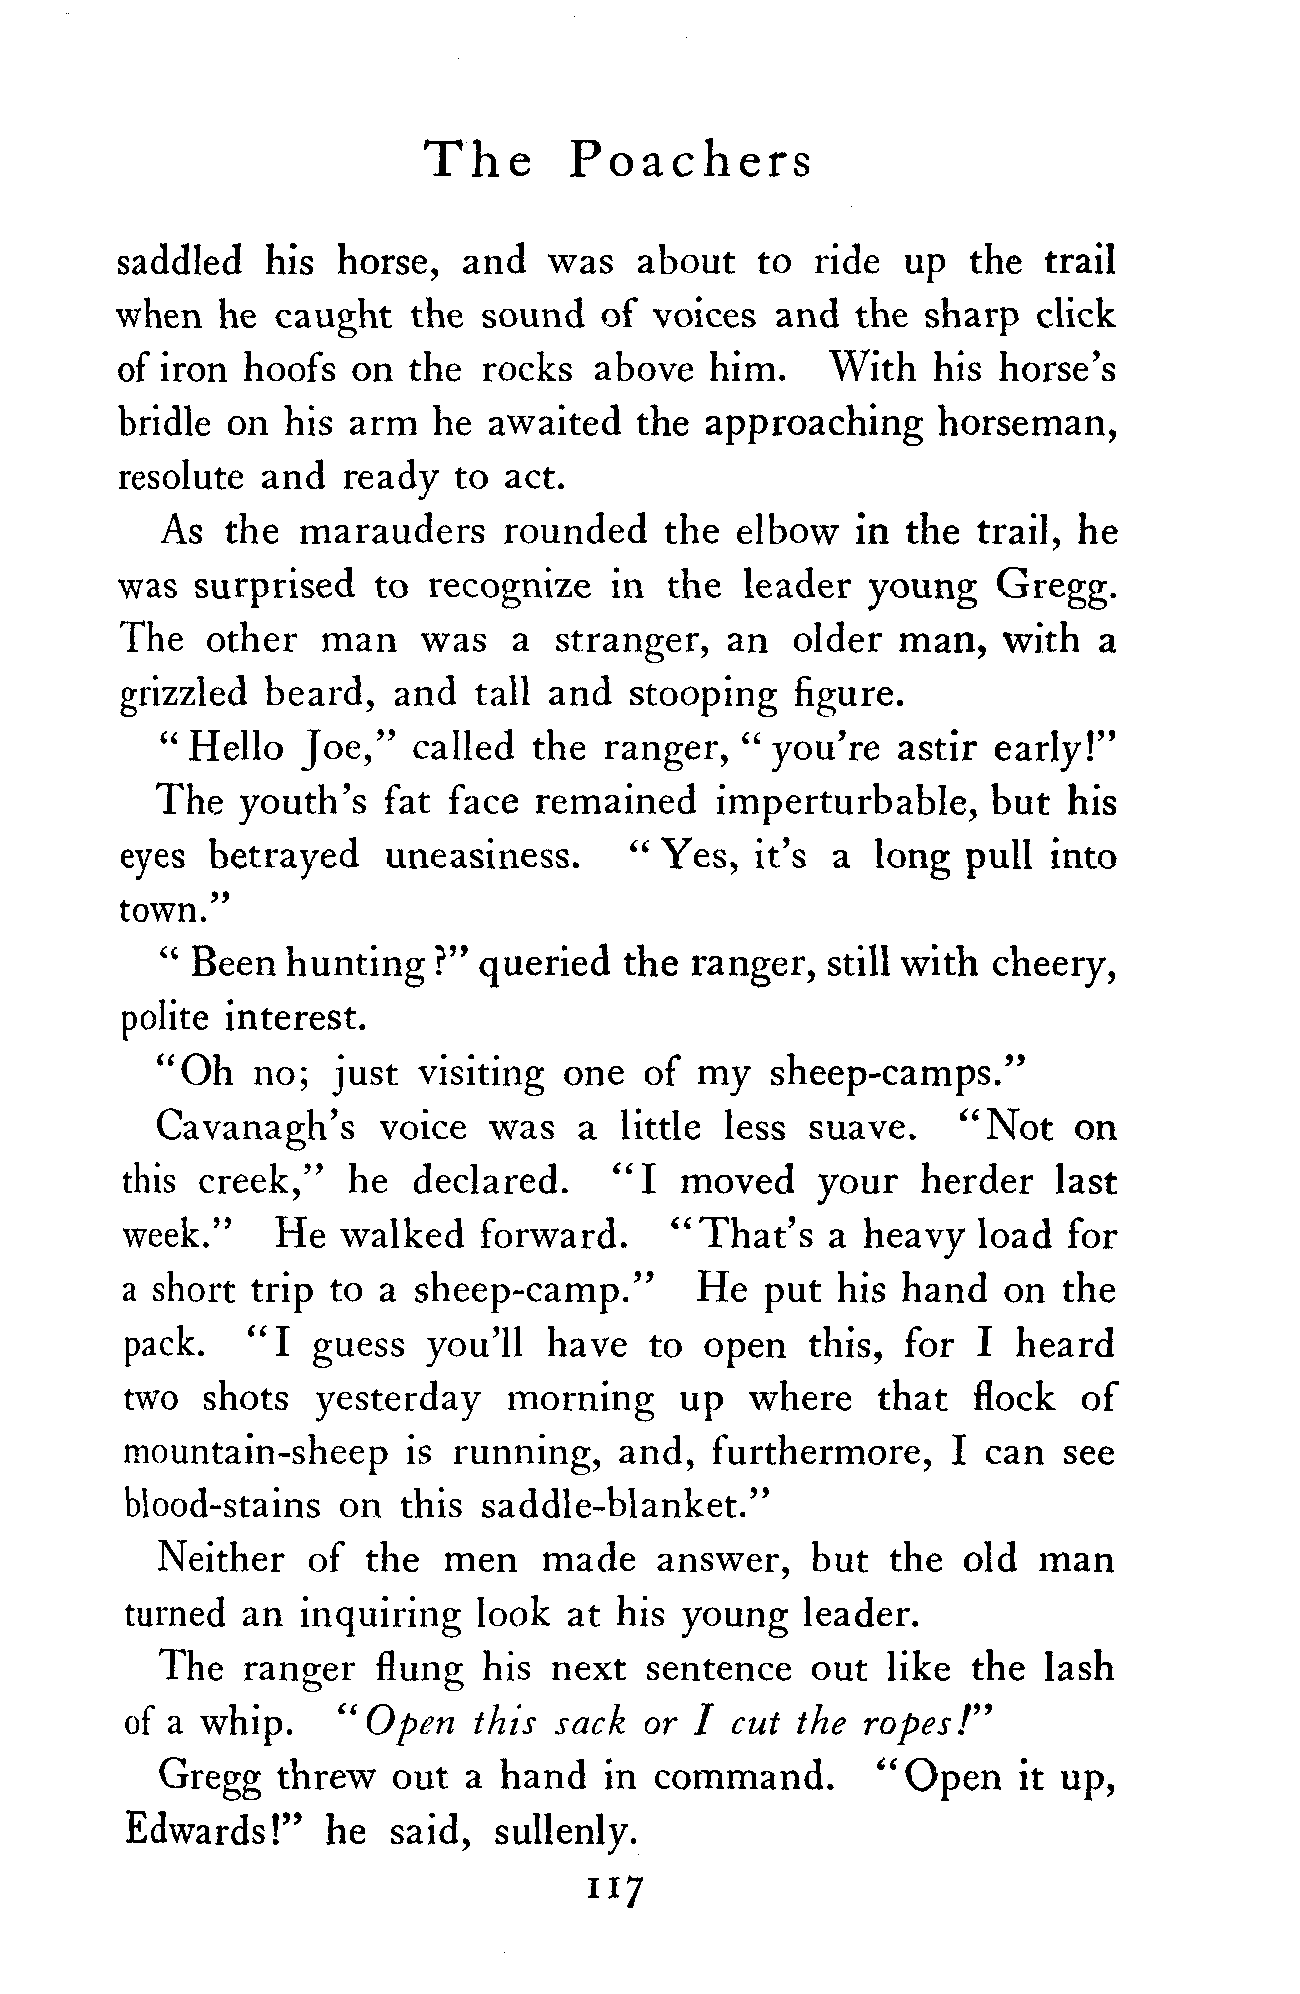 The Poachers
saddled his horse, and was about to ride up the trail
when he caught the sound of voices and the sharp click
of iron hoofs on the rocks above him. With his horse's
bridle on his arm he awaited the approaching horseman,
resolute and ready to act.
As the marauders rounded the elbow in the trail, he
was surprised to recognize in the leader young Gregg.
The other man was a stranger, an older man, with a
grizzled beard, and tall and stooping figure.
"Hello Joe," called the ranger, "you're astir early!"
The youth's fat face remained imperturbable, but his
eyes betrayed uneasiness. "Yes, it's a long pull into
town."
"Been hunting?" queried the ranger, still with cheery,
polite interest.
"Oh no; just visiting one of my sheep-camps."
Cavanagh's voice was a little less suave. "Not on
this creek," he declared. "I moved your herder last
week." He walked forward. "That's a heavy load for
a short trip to a sheep-camp." He put his hand on the
pack. "I guess you'll have to open this, for I heard
two shots yesterday morning up where that flock of
mountain-sheep is running, and, furthermore, I can see
blood-stains on this saddle-blanket."
Neither of the men made answer, but the old man
turned an inquiring look at his young leader.
The ranger flung his next sentence out like the lash
of a whip. "Open this sack or I cut the ropes!"
Gregg threw out a hand in command. "Open it up,
Edwards!" he said, sullenly.
117